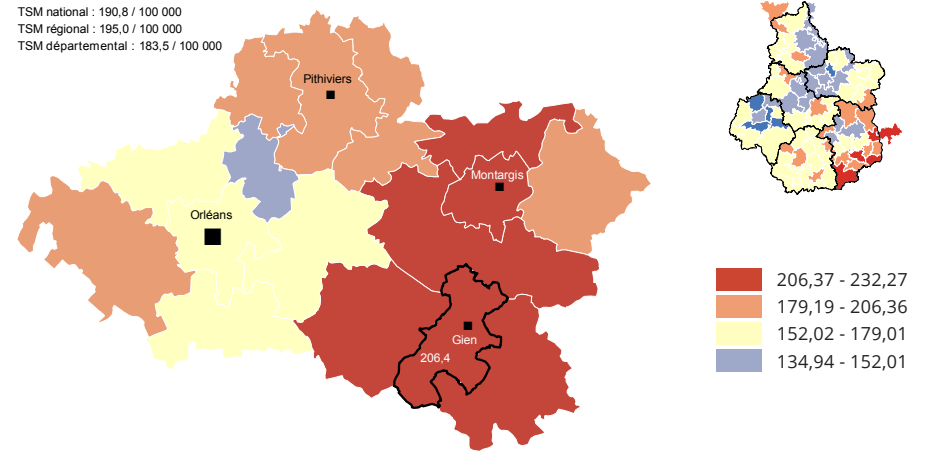 TSM national : 190,8 / 100 000
TSM régional : 195,0 / 100 000
TSM départemental : 183,5 / 100 000
Pithiviers
Montargis
Orléans
Gien
206,4
206,37 - 232,27
179,19 - 206,36
152,02 - 179,01
134,94 - 152,01